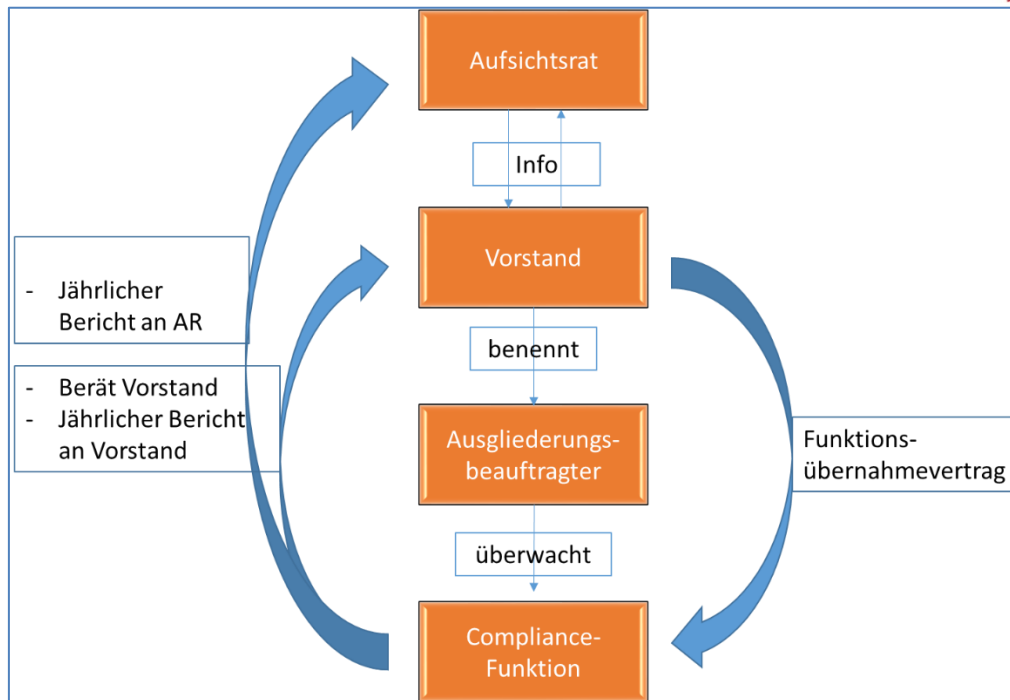 Aufsichtsrat
Info
Vorstand
- Jährlicher
Bericht an AR
benennt
- Berät Vorstand
- Jährlicher Bericht
an Vorstand
Ausgliederungs-
beauftragter
Funktions-
übernahmevertrag
überwacht
Compliance-
Funktion